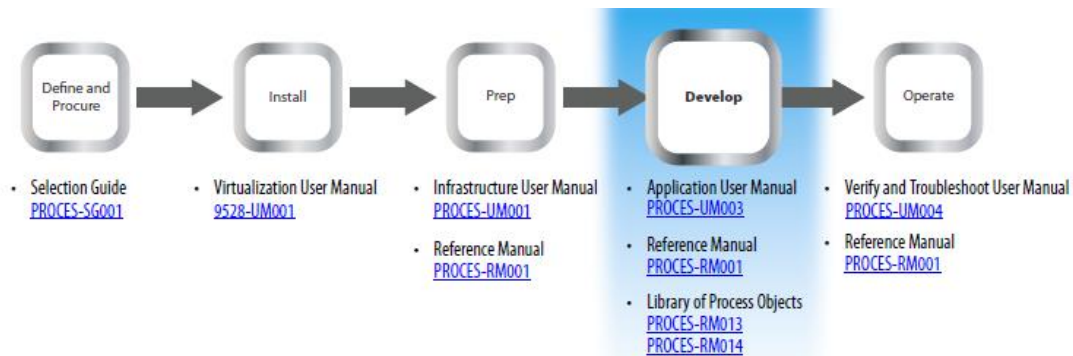 Define and
Procure
Install
Prep
Develop
Operate
• Selection Guide
PROCES-SG001
• Virtualization User Manual
9528-UM001
• Infrastructure User Manual
PROCES-UM001
• Reference Manual
PROCES-RM001
• Application User Manual
PROCES-UM003
• Reference Manual
PROCES-RM001
• Library of Process Objects
PROCES-RM013
PROCES-RM014
• Verify and Troubleshoot User Manual
PROCES-UM004
• Reference Manual
PROCES-RM001